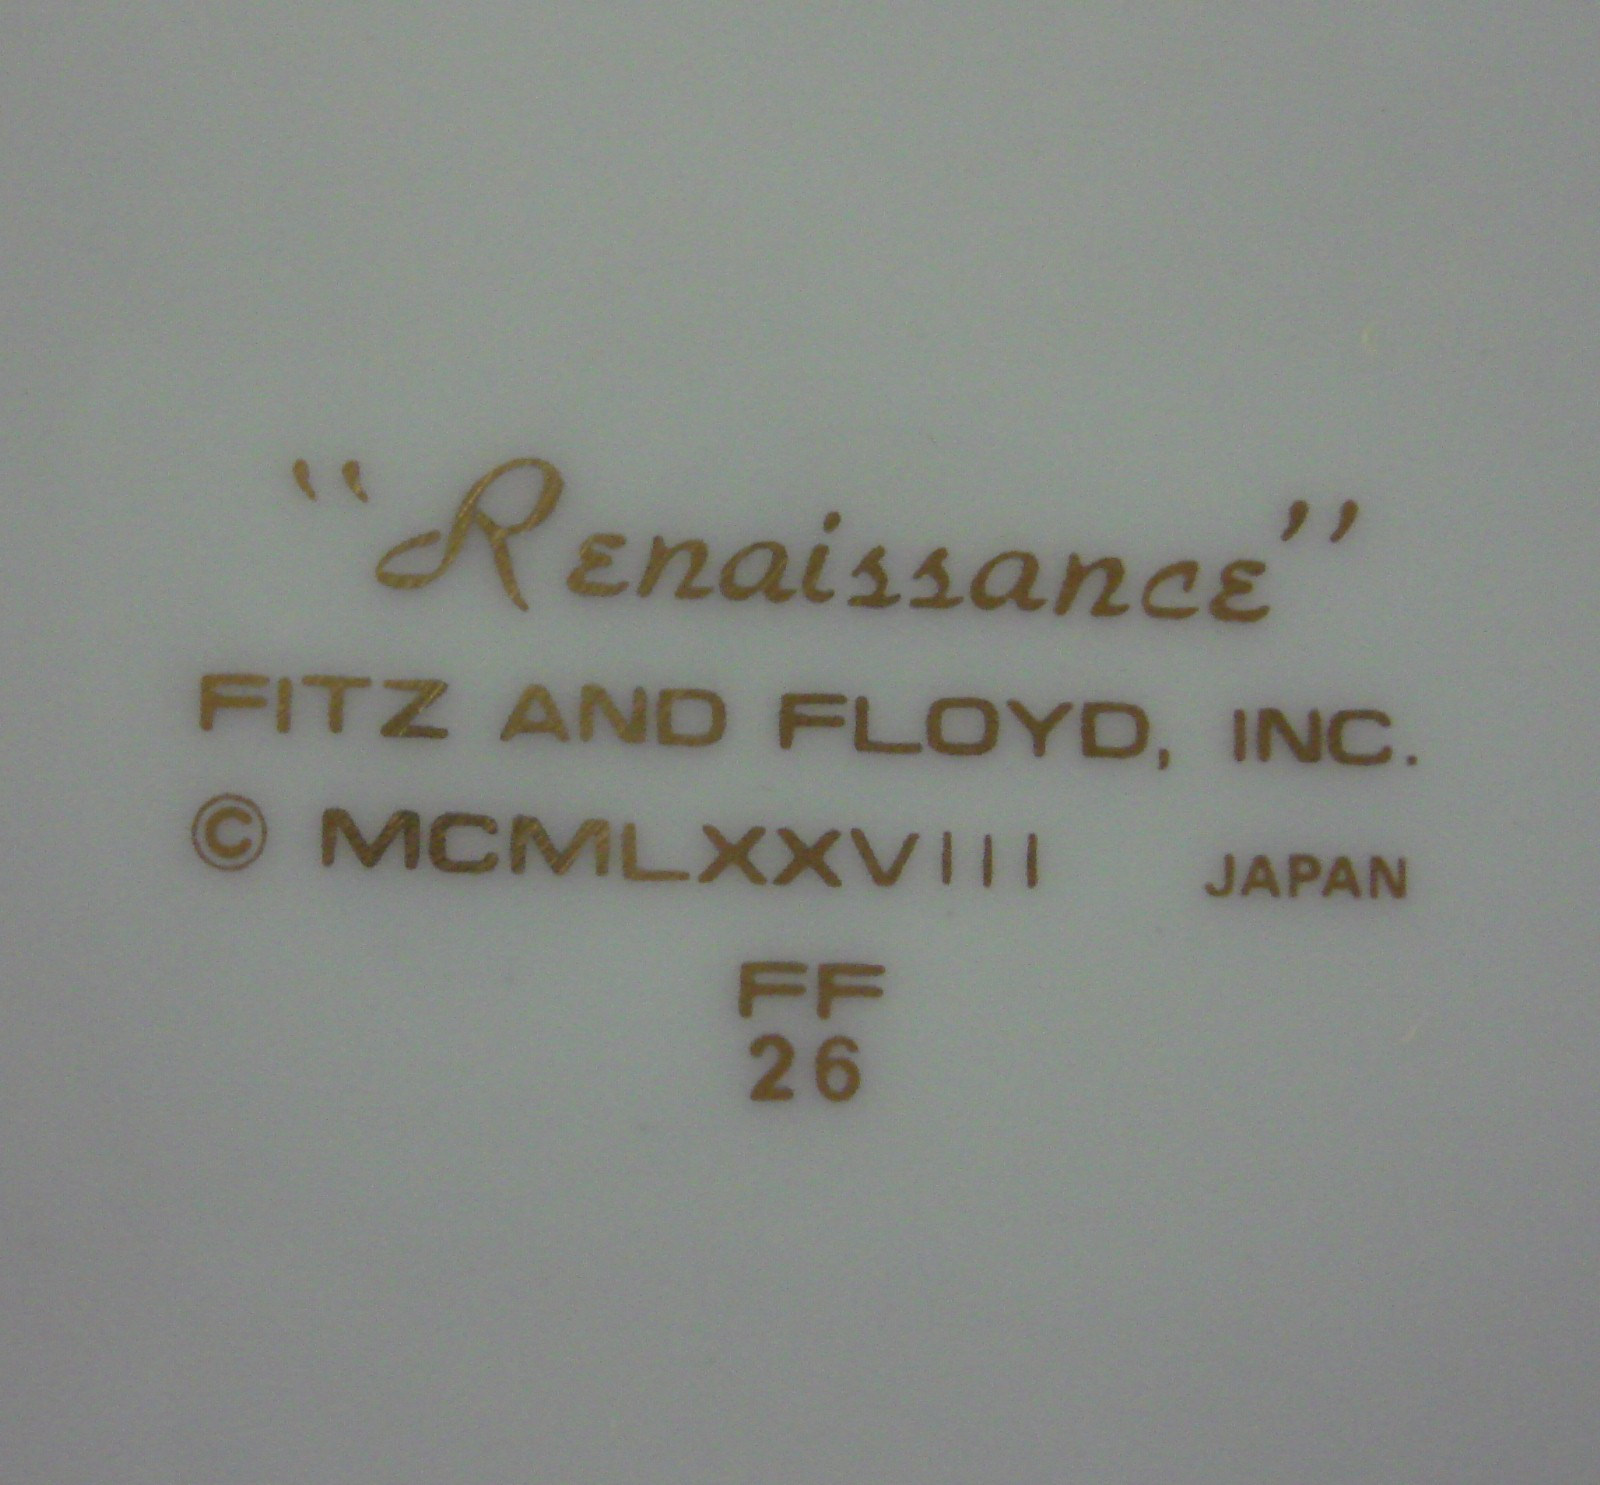 “Renaissance”
FITZ AND FLOYD, INC.
© MCMLXXVIII JAPAN
FF
26